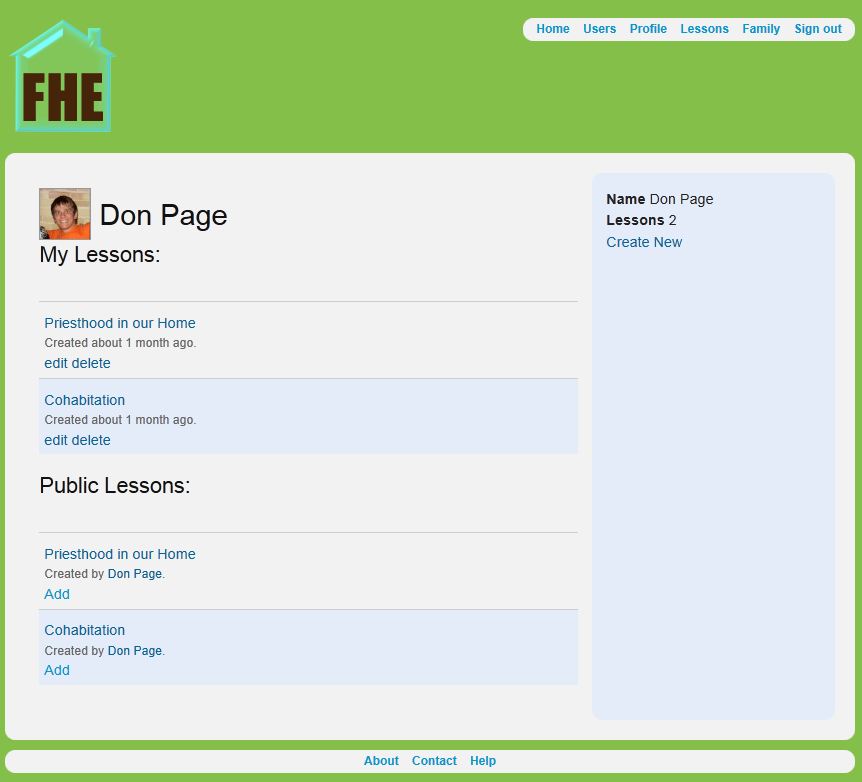 FHE
Home Users Profile Lessons Family Sign out
Don Page
My Lessons:
Priesthood in our Home
Created about 1 month ago.
edit delete
Cohabitation
Created about 1 month ago.
edit delete
Public Lessons:
Priesthood in our Home
Created by Don Page.
Add
Cohabitation
Created by Don Page.
Add
Name Don Page
Lessons 2
Create New
About Contact Help